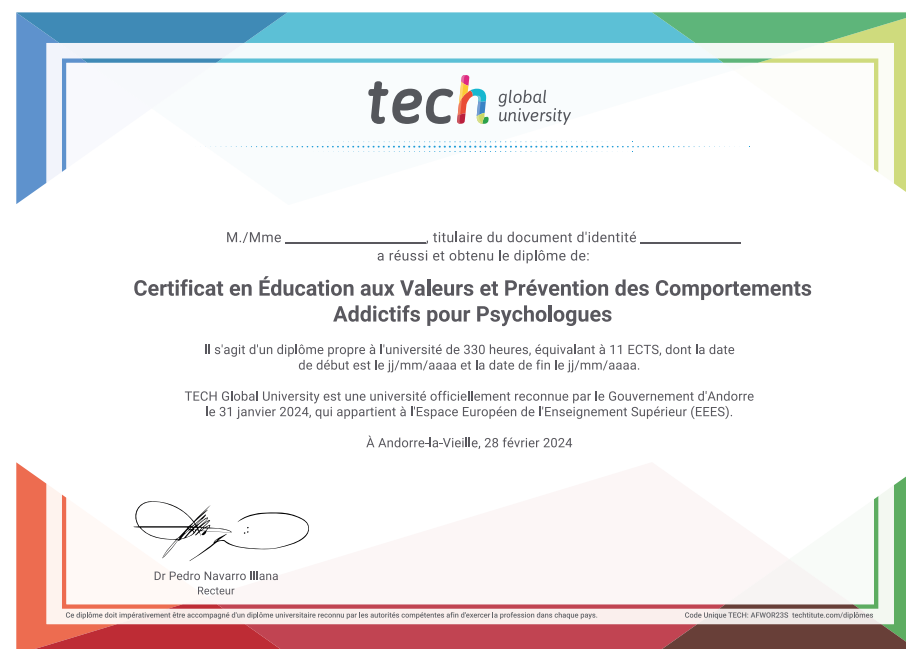 tech global university
M./Mme ____________________, titulaire du document d'identité ______________
a réussi et obtenu le diplôme de:
Certificat en Éducation aux Valeurs et Prévention des Comportements
Addictifs pour Psychologues
Il s'agit d'un diplôme propre à l'université de 330 heures, équivalant à 11 ECTS, dont la date
de début est le jj/mm/aaaa et la date de fin le jj/mm/aaaa.
TECH Global University est une université officiellement reconnue par le Gouvernement d'Andorre
le 31 janvier 2024, qui appartient à l'Espace Européen de l'Enseignement Supérieur (EEES).
À Andorre-la-Vieille, 28 février 2024
Dr Pedro Navarro Illana
Recteur
Ce diplôme doit impérativement être accompagné d'un diplôme universitaire reconnu par les autorités compétentes afin d'exercer la profession dans chaque pays. Code Unique TECH: AFWOR23S techtitute.com/diplômes